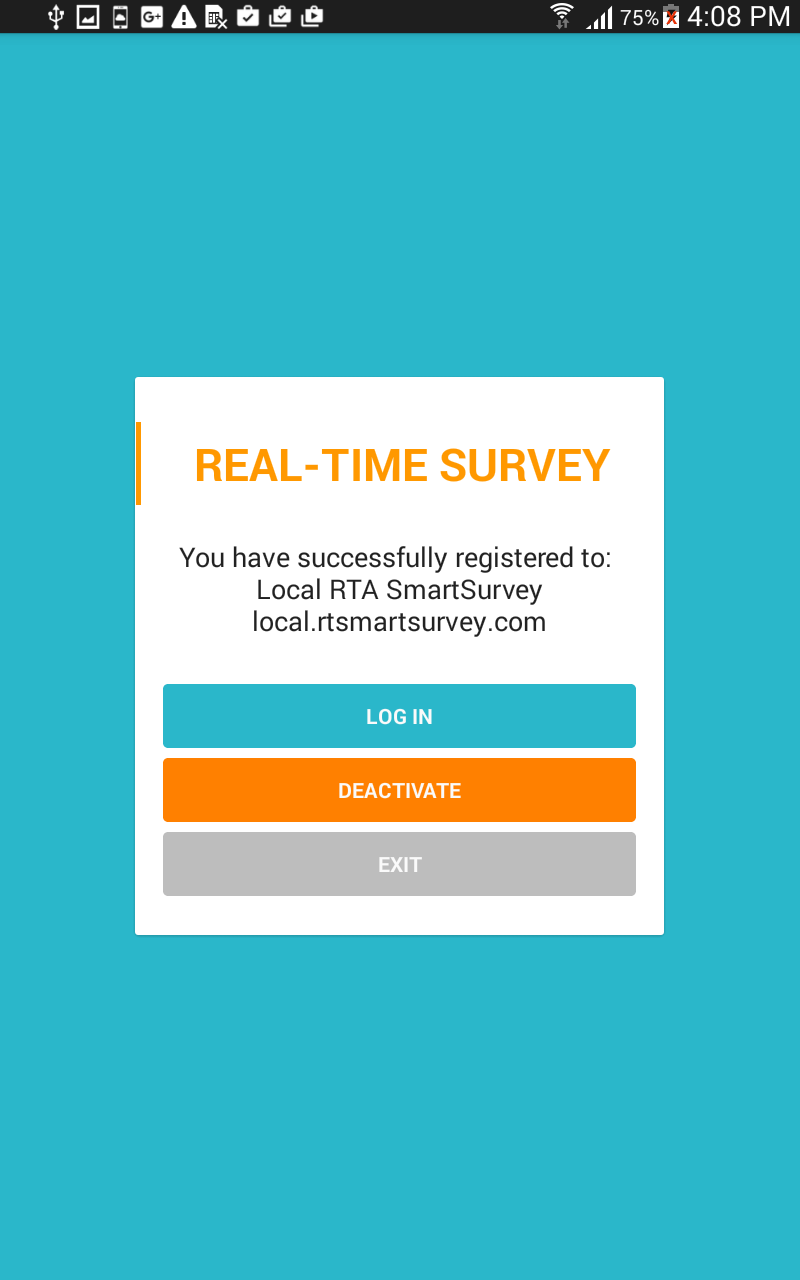 G+ 75% 4:08 PM
REAL-TIME SURVEY
You have successfully registered to:
Local RTA SmartSurvey
local.rtsmartsurvey.com
LOG IN
DEACTIVATE
EXIT